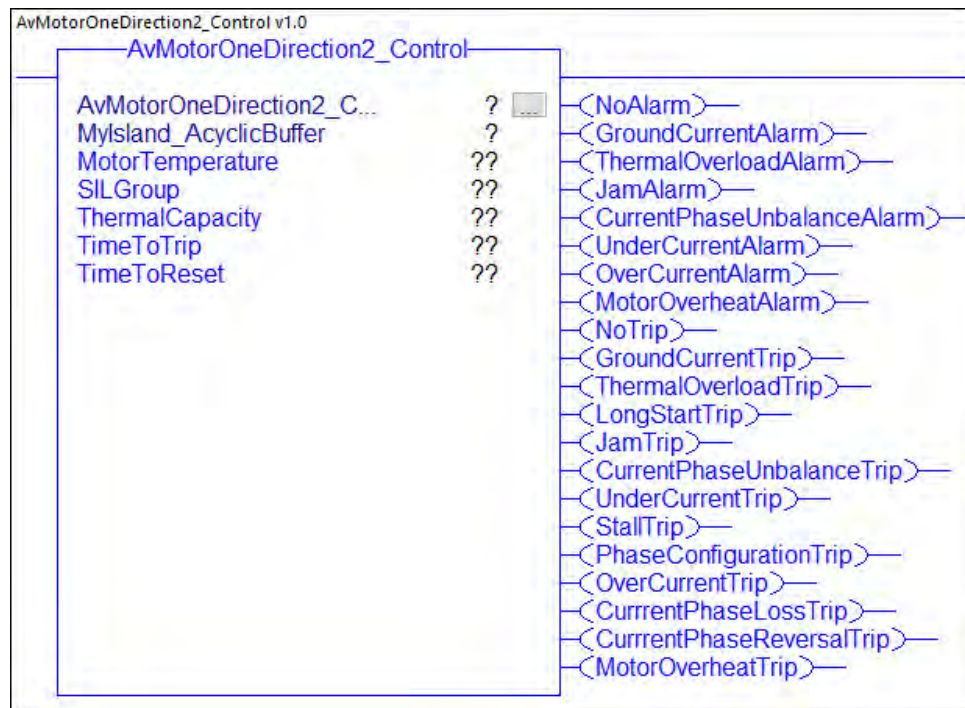 AvMotorOneDirection2_Control v1.0
AvMotorOneDirection2_Control
AvMotorOneDirection2_C... ? ...
MyIsland_AcyclicBuffer ?
MotorTemperature ??
SILGroup ??
ThermalCapacity ??
TimeToTrip ??
TimeToReset ??
NoAlarm
GroundCurrentAlarm
ThermalOverloadAlarm
JamAlarm
CurrentPhaseUnbalanceAlarm
UnderCurrentAlarm
OverCurrentAlarm
MotorOverheatAlarm
NoTrip
GroundCurrentTrip
ThermalOverloadTrip
LongStartTrip
JamTrip
CurrentPhaseUnbalanceTrip
UnderCurrentTrip
StallTrip
PhaseConfigurationTrip
OverCurrentTrip
CurrrentPhaseLossTrip
CurrrentPhaseReversalTrip
MotorOverheatTrip